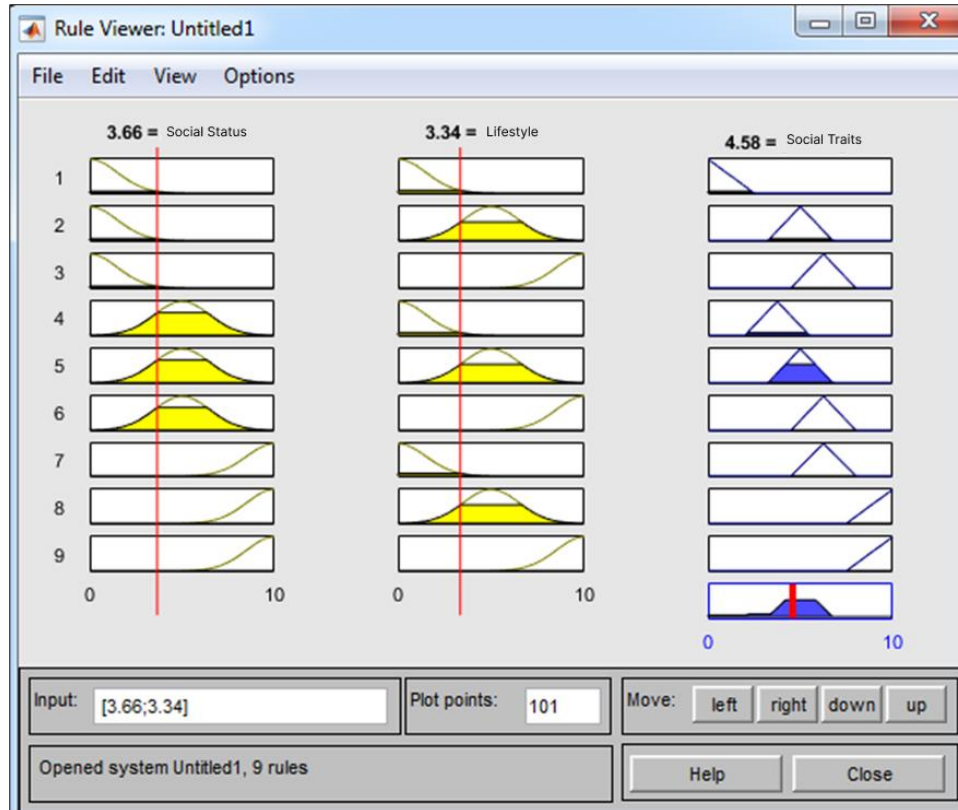 Rule Viewer: Untitled1
File Edit View Options
3.66 = Social Status
3.34 = Lifestyle
4.58 = Social Traits
1
2
3
4
5
6
7
8
9
0 10
0 10
0 10
Input: [3.66;3.34]
Plot points: 101
Move: left right down up
Opened system Untitled1, 9 rules
Help Close